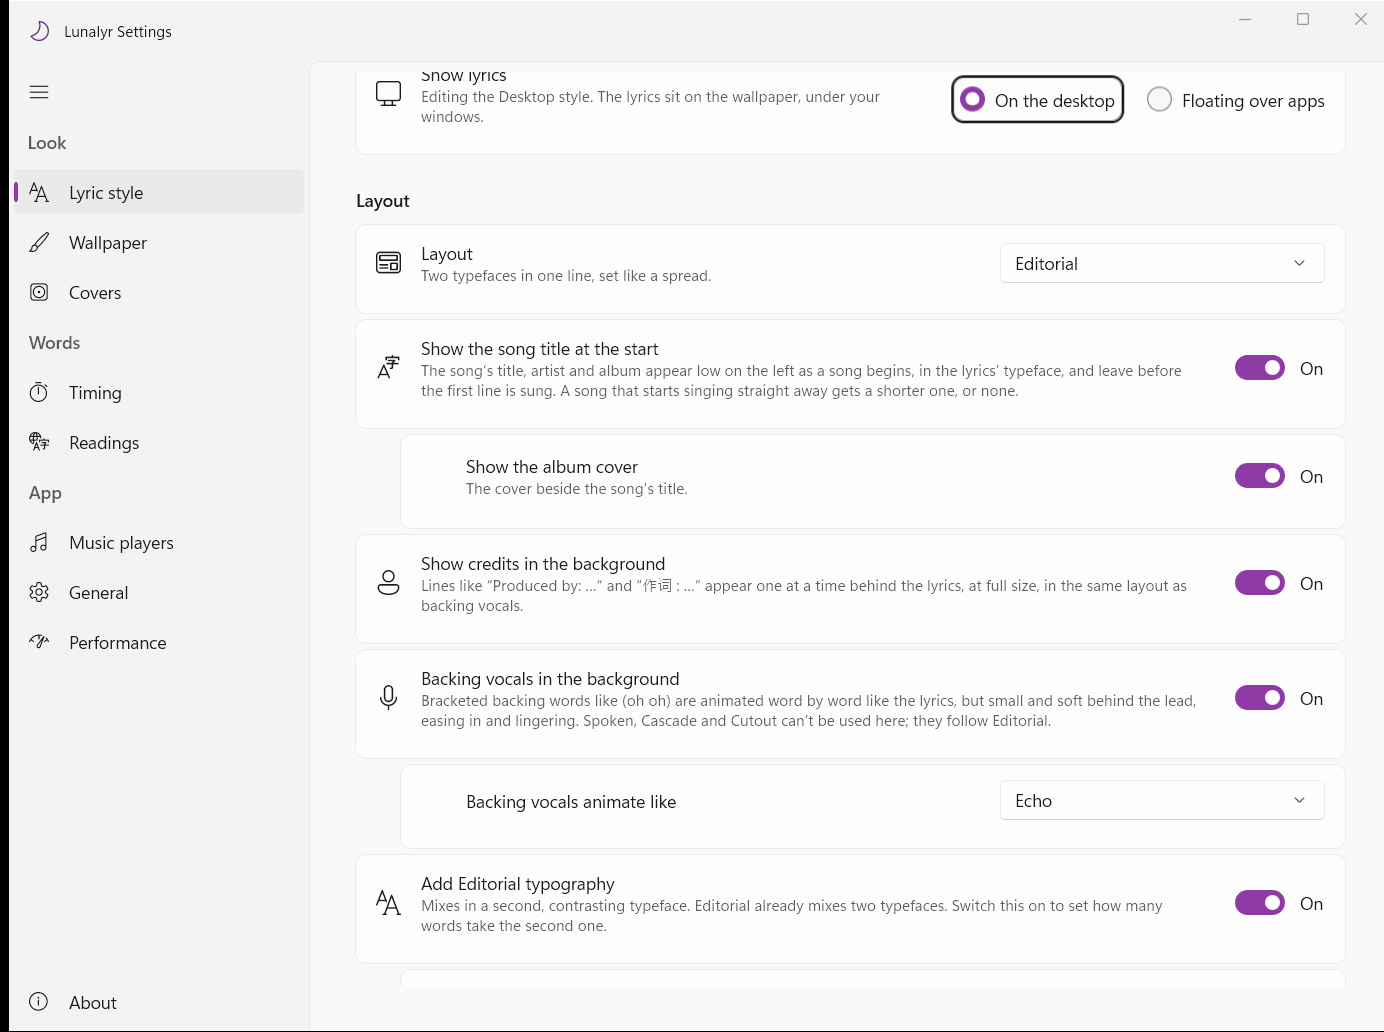 Lunalyr Settings
Look
Lyric style
Wallpaper
Covers
Words
Timing
Readings
App
Music players
General
Performance
About
Show lyrics
Editing the Desktop style. The lyrics sit on the wallpaper, under your
windows.
On the desktop
Floating over apps
Layout
Layout
Two typefaces in one line, set like a spread.
Editorial
Show the song title at the start
The song’s title, artist and album appear low on the left as a song begins, in the lyrics’ typeface, and leave before
the first line is sung. A song that starts singing straight away gets a shorter one, or none.
On
Show the album cover
The cover beside the song’s title.
On
Show credits in the background
Lines like “Produced by: …” and “作词 : …” appear one at a time behind the lyrics, at full size, in the same layout as
backing vocals.
On
Backing vocals in the background
Bracketed backing words like (oh oh) are animated word by word like the lyrics, but small and soft behind the lead,
easing in and lingering. Spoken, Cascade and Cutout can’t be used here; they follow Editorial.
On
Backing vocals animate like
Echo
Add Editorial typography
Mixes in a second, contrasting typeface. Editorial already mixes two typefaces. Switch this on to set how many
words take the second one.
On